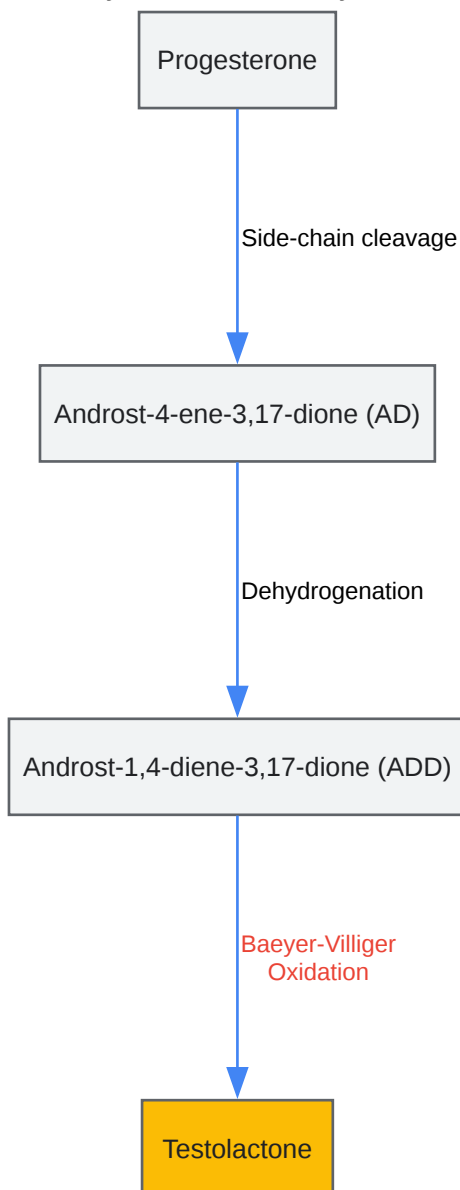 Progesterone
Side-chain cleavage
Androst-4-ene-3,17-dione (AD)
Dehydrogenation
Androst-1,4-diene-3,17-dione (ADD)
Baeyer-Villiger
Oxidation
Testolactone